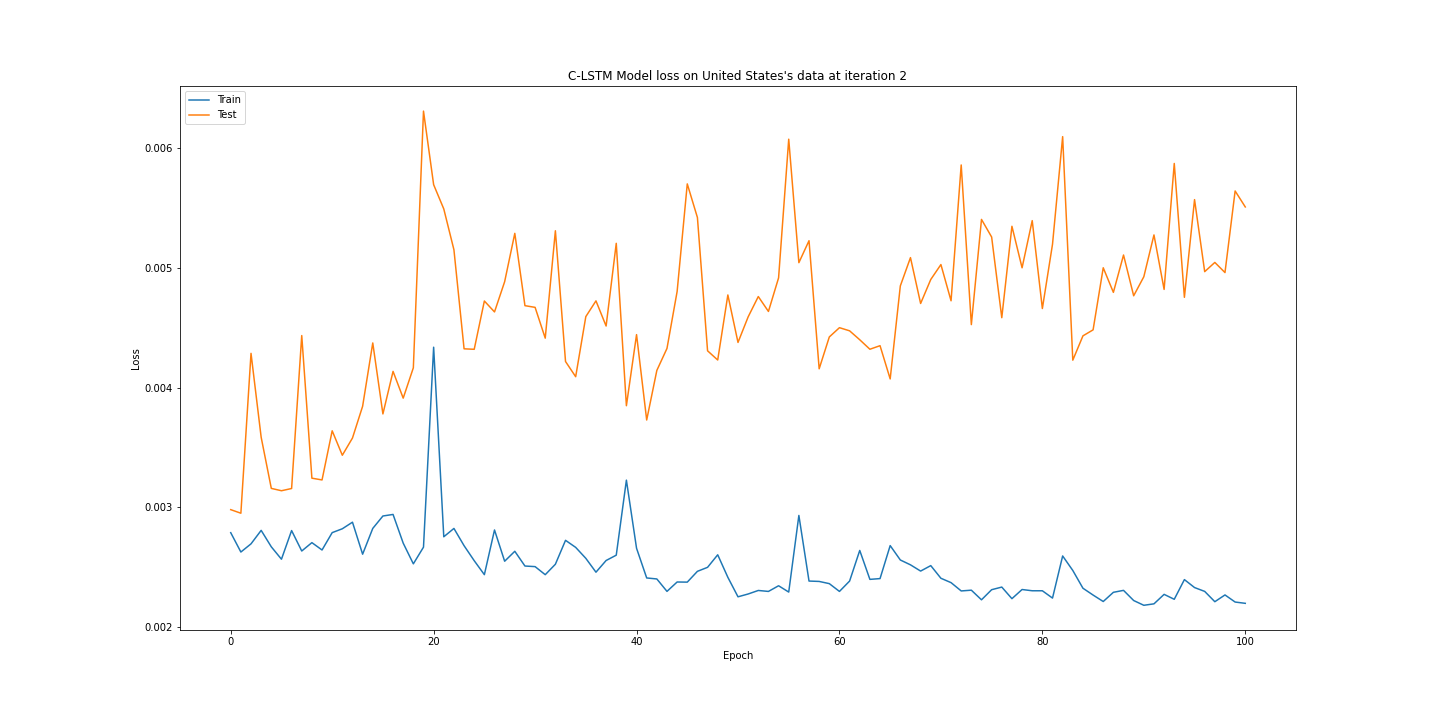 C-LSTM Model loss on United States's data at iteration 2
Train
Test
0.006
0.005
0.004
0.003
0.002
Loss
0 20 40 60 80 100
Epoch